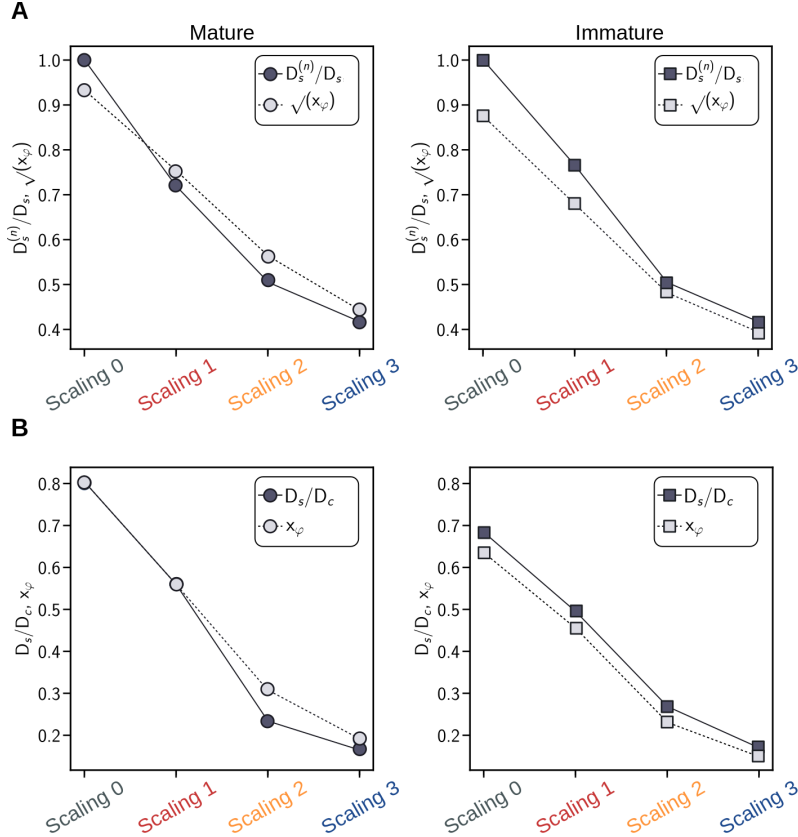 A
Mature
Immature
D_s^(n)/D_s, √(x_φ)
1.0
0.9
0.8
0.7
0.6
0.5
0.4
D_s^(n)/D_s
√(x_φ)
Scaling 0
Scaling 1
Scaling 2
Scaling 3
D_s^(n)/D_s, √(x_φ)
1.0
0.9
0.8
0.7
0.6
0.5
0.4
D_s^(n)/D_s
√(x_φ)
Scaling 0
Scaling 1
Scaling 2
Scaling 3
B
D_s/D_c, x_φ
0.8
0.7
0.6
0.5
0.4
0.3
0.2
D_s/D_c
x_φ
Scaling 0
Scaling 1
Scaling 2
Scaling 3
D_s/D_c, x_φ
0.8
0.7
0.6
0.5
0.4
0.3
0.2
D_s/D_c
x_φ
Scaling 0
Scaling 1
Scaling 2
Scaling 3